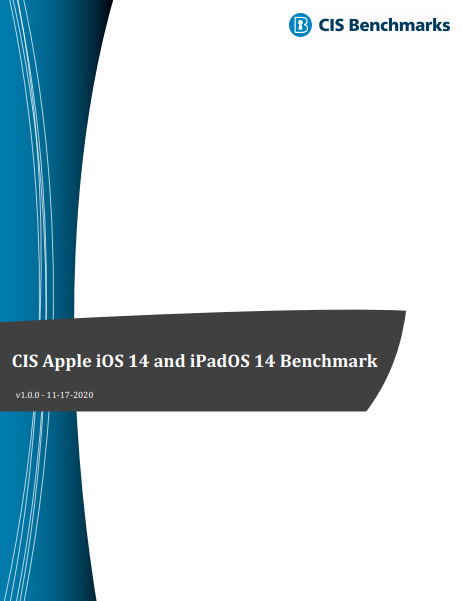 CIS Benchmarks
CIS Apple iOS 14 and iPadOS 14 Benchmark
v1.0.0 - 11-17-2020